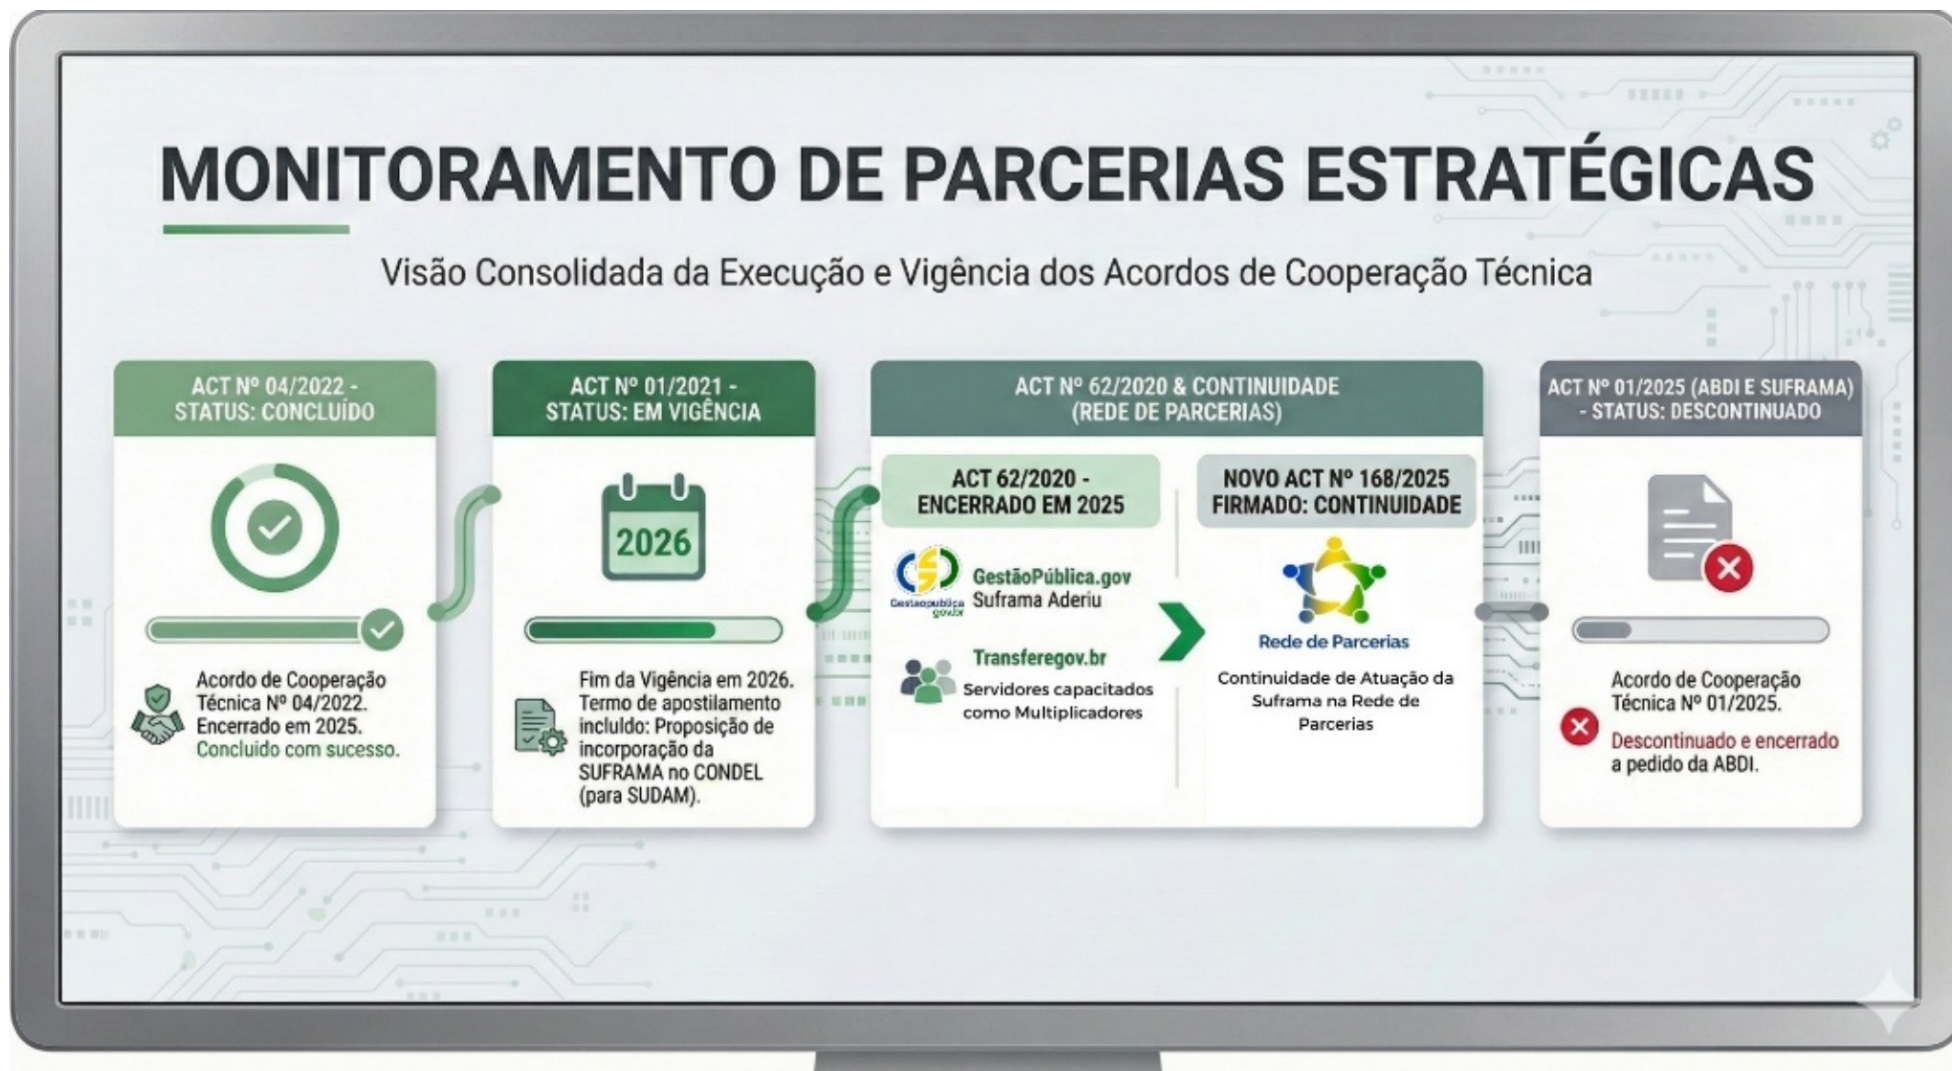 MONITORAMENTO DE PARCERIAS ESTRATÉGICAS
Visão Consolidada da Execução e Vigência dos Acordos de Cooperação Técnica
ACT Nº 04/2022 -
STATUS: CONCLUÍDO
Acordo de Cooperação
Técnica Nº 04/2022.
Encerrado em 2025.
Concluido com sucesso.
ACT Nº 01/2021 -
STATUS: EM VIGÊNCIA
2026
Fim da Vigência em 2026.
Termo de apostilamento
incluído: Proposição de
incorporação da
SUFRAMA no CONDEL
(para SUDAM).
ACT Nº 62/2020 & CONTINUIDADE
(REDE DE PARCERIAS)
ACT 62/2020 -
ENCERRADO EM 2025
Gestaopublica
gov.br
GestãoPública.gov
Suframa Aderiu
Transferegov.br
Servidores capacitados
como Multiplicadores
NOVO ACT Nº 168/2025
FIRMADO: CONTINUIDADE
Rede de Parcerias
Continuidade de Atuação da
Suframa na Rede de
Parcerias
ACT Nº 01/2025 (ABDI E SUFRAMA)
- STATUS: DESCONTINUADO
Acordo de Cooperação
Técnica Nº 01/2025.
Descontinuado e encerrado
a pedido da ABDI.